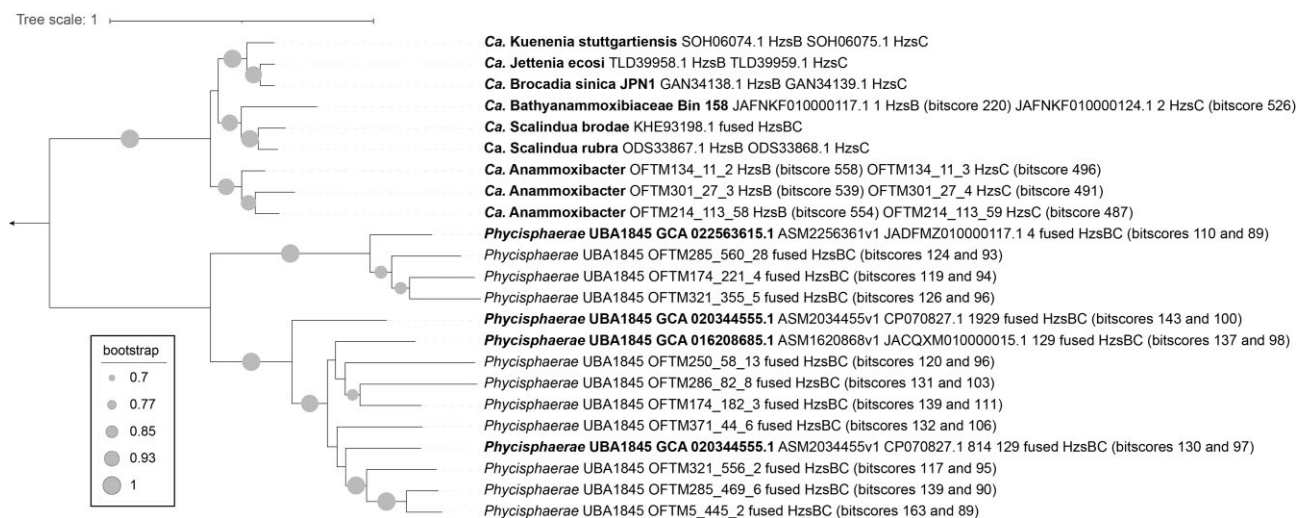 Tree scale: 1
Ca. Kuenenia stuttgartiensis SOH06074.1 HzsB SOH06075.1 HzsC
Ca. Jettenia ecosi TLD39958.1 HzsB TLD39959.1 HzsC
Ca. Brocadia sinica JPN1 GAN34138.1 HzsB GAN34139.1 HzsC
Ca. Bathyanammoxibiaceae Bin 158 JAFNKF010000117.1 1 HzsB (bitscore 220) JAFNKF010000124.1 2 HzsC (bitscore 526)
Ca. Scalindua brodae KHE93198.1 fused HzsBC
Ca. Scalindua rubra ODS33867.1 HzsB ODS33868.1 HzsC
Ca. Anammoxibacter OFTM134_11_2 HzsB (bitscore 558) OFTM134_11_3 HzsC (bitscore 496)
Ca. Anammoxibacter OFTM301_27_3 HzsB (bitscore 539) OFTM301_27_4 HzsC (bitscore 491)
Ca. Anammoxibacter OFTM214_113_58 HzsB (bitscore 554) OFTM214_113_59 HzsC (bitscore 487)
Phycisphaerae UBA1845 GCA 022563615.1 ASM2256361v1 JADFMZ010000117.1 4 fused HzsBC (bitscores 110 and 89)
Phycisphaerae UBA1845 OFTM285_560_28 fused HzsBC (bitscores 124 and 93)
Phycisphaerae UBA1845 OFTM174_221_4 fused HzsBC (bitscores 119 and 94)
Phycisphaerae UBA1845 OFTM321_355_5 fused HzsBC (bitscores 126 and 96)
Phycisphaerae UBA1845 GCA 020344555.1 ASM2034455v1 CP070827.1 1929 fused HzsBC (bitscores 143 and 100)
Phycisphaerae UBA1845 GCA 016208685.1 ASM1620868v1 JACQXM010000015.1 129 fused HzsBC (bitscores 137 and 98)
Phycisphaerae UBA1845 OFTM250_58_13 fused HzsBC (bitscores 120 and 96)
Phycisphaerae UBA1845 OFTM286_82_8 fused HzsBC (bitscores 131 and 103)
Phycisphaerae UBA1845 OFTM174_182_3 fused HzsBC (bitscores 139 and 111)
Phycisphaerae UBA1845 OFTM371_44_6 fused HzsBC (bitscores 132 and 106)
Phycisphaerae UBA1845 GCA 020344555.1 ASM2034455v1 CP070827.1 814 129 fused HzsBC (bitscores 130 and 97)
Phycisphaerae UBA1845 OFTM321_556_2 fused HzsBC (bitscores 117 and 95)
Phycisphaerae UBA1845 OFTM285_469_6 fused HzsBC (bitscores 139 and 90)
Phycisphaerae UBA1845 OFTM5_445_2 fused HzsBC (bitscores 163 and 89)
bootstrap
0.7
0.77
0.85
0.93
1